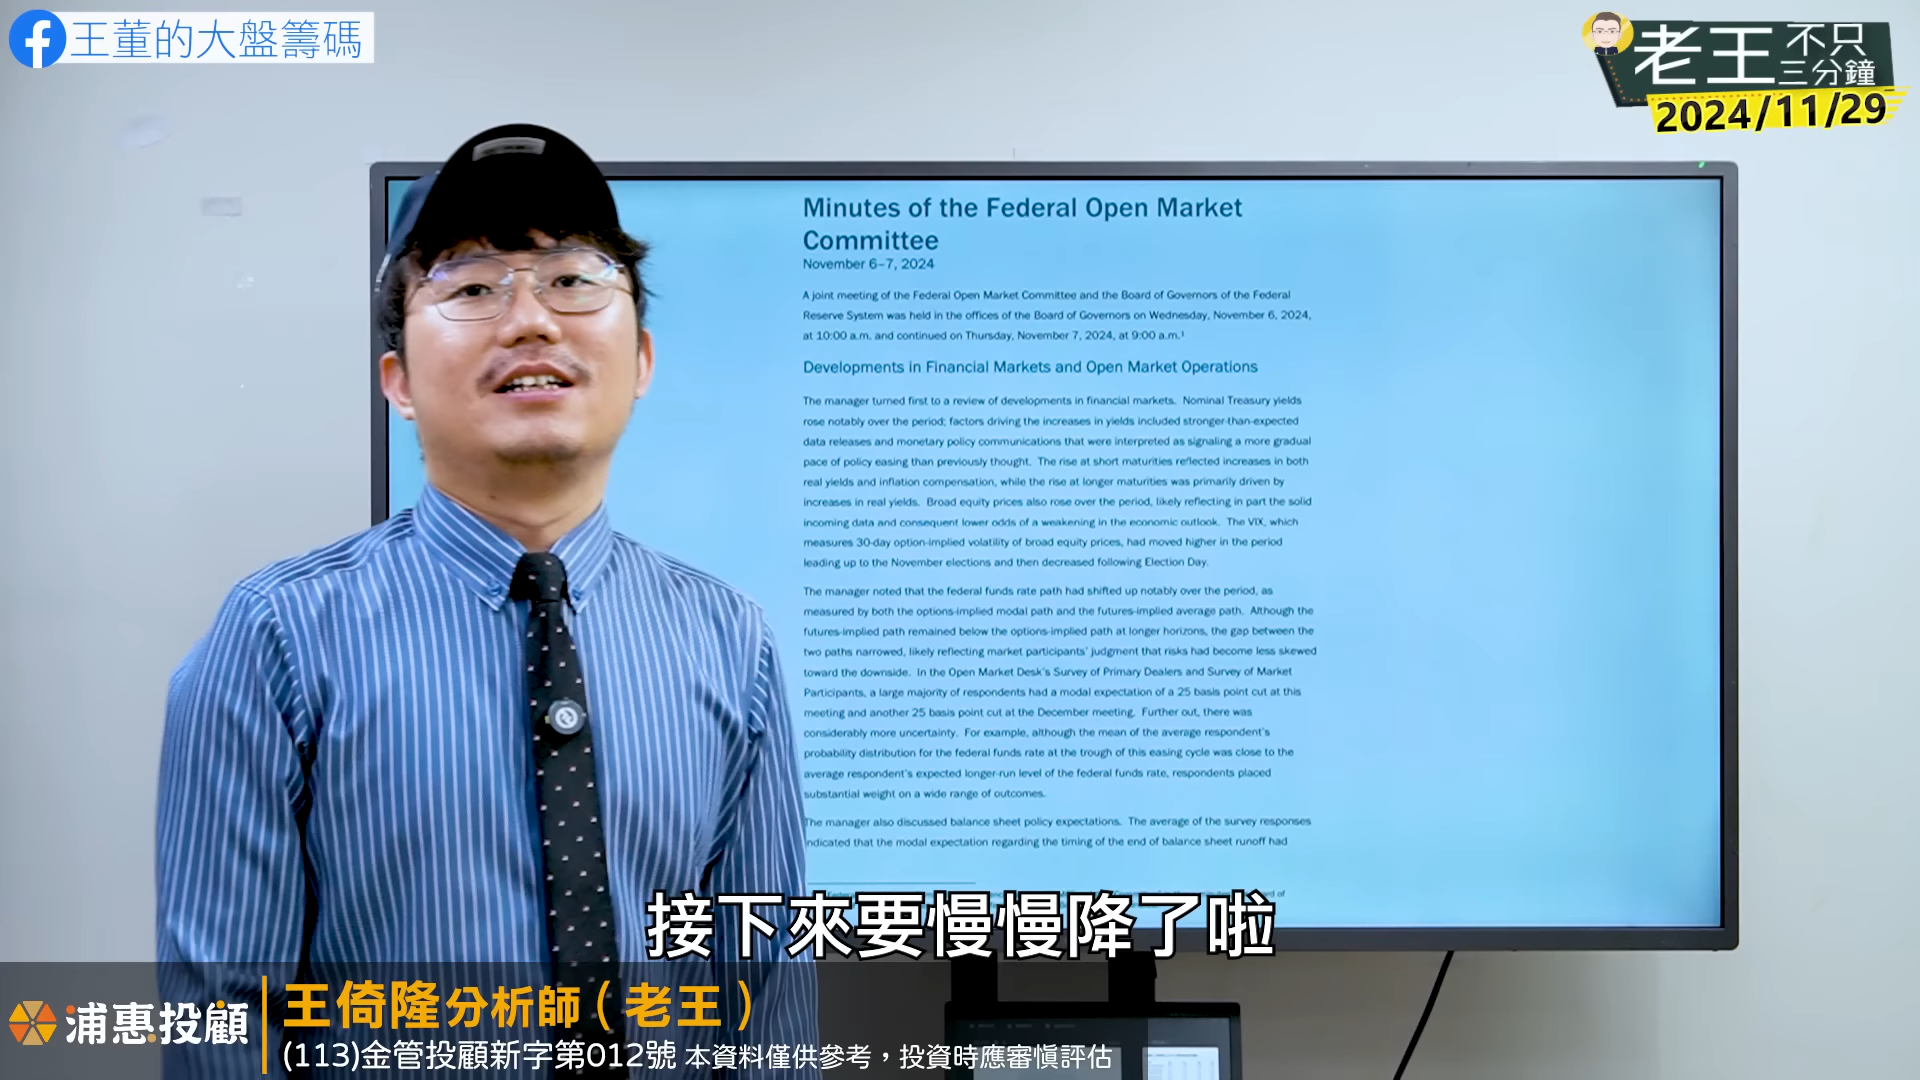 王董的大盤籌碼
老王不只三分鐘
2024/11/29
Minutes of the Federal Open Market
Committee
November 6–7, 2024
A joint meeting of the Federal Open Market Committee and the Board of Governors of the Federal
Reserve System was held in the offices of the Board of Governors on Wednesday, November 6, 2024,
at 10:00 a.m. and continued on Thursday, November 7, 2024, at 9:00 a.m.¹
Developments in Financial Markets and Open Market Operations
The manager turned first to a review of developments in financial markets. Nominal Treasury yields
rose notably over the period; factors driving the increases in yields included stronger-than-expected
data releases and monetary policy communications that were interpreted as signaling a more gradual
pace of policy easing than previously thought. The rise at short maturities reflected increases in both
real yields and inflation compensation, while the rise at longer maturities was primarily driven by
increases in real yields. Broad equity prices also rose over the period, likely reflecting in part the solid
incoming data and consequent lower odds of a weakening in the economic outlook. The VIX, which
measures 30-day option-implied volatility of broad equity prices, had moved higher in the period
leading up to the November elections and then decreased following Election Day.
The manager noted that the federal funds rate path had shifted up notably over the period, as
measured by both the options-implied modal path and the futures-implied average path. Although the
futures-implied path remained below the options-implied path at longer horizons, the gap between the
two paths narrowed, likely reflecting market participants' judgment that risks had become less skewed
toward the downside. In the Open Market Desk's Survey of Primary Dealers and Survey of Market
Participants, a large majority of respondents had a modal expectation of a 25 basis point cut at this
meeting and another 25 basis point cut at the December meeting. Further out, there was
considerably more uncertainty. For example, although the mean of the average respondent's
probability distribution for the federal funds rate at the trough of this easing cycle was close to the
average respondent's expected longer-run level of the federal funds rate, respondents placed
substantial weight on a wide range of outcomes.
The manager also discussed balance sheet policy expectations. The average of the survey responses
indicated that the modal expectation regarding the timing of the end of balance sheet runoff had
接下來要慢慢降了啦
浦惠投顧
王倚隆分析師(老王)
(113)金管投顧新字第012號 本資料僅供參考，投資時應審慎評估